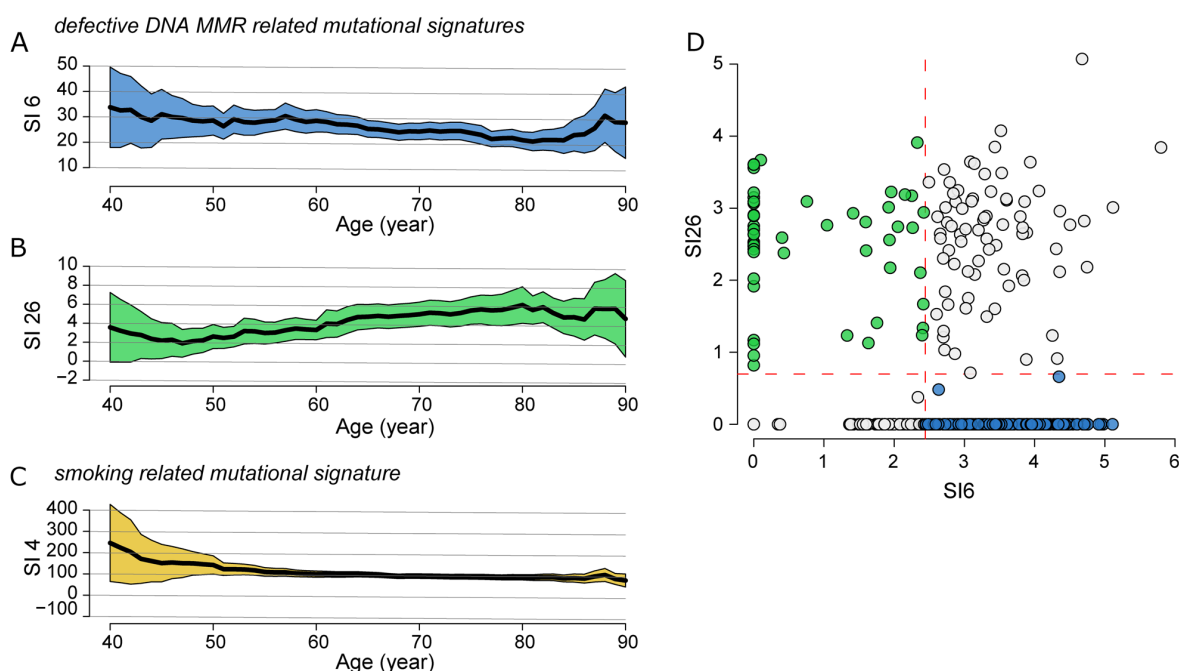 defective DNA MMR related mutational signatures
A
50
40
30
20
10
SI 6
40 50 60 70 80 90
Age (year)
B
10
8
6
4
2
0
−2
SI 26
40 50 60 70 80 90
Age (year)
smoking related mutational signature
C
400
300
200
100
0
−100
SI 4
40 50 60 70 80 90
Age (year)
D
5
4
3
2
1
0
SI26
0 1 2 3 4 5 6
SI6